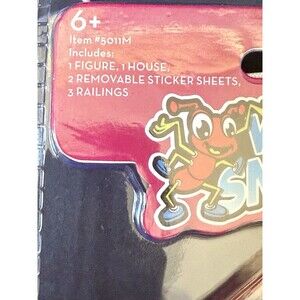 6+
Item #5011M
Includes:
1 FIGURE, 1 HOUSE,
2 REMOVABLE STICKER SHEETS,
3 RAILINGS